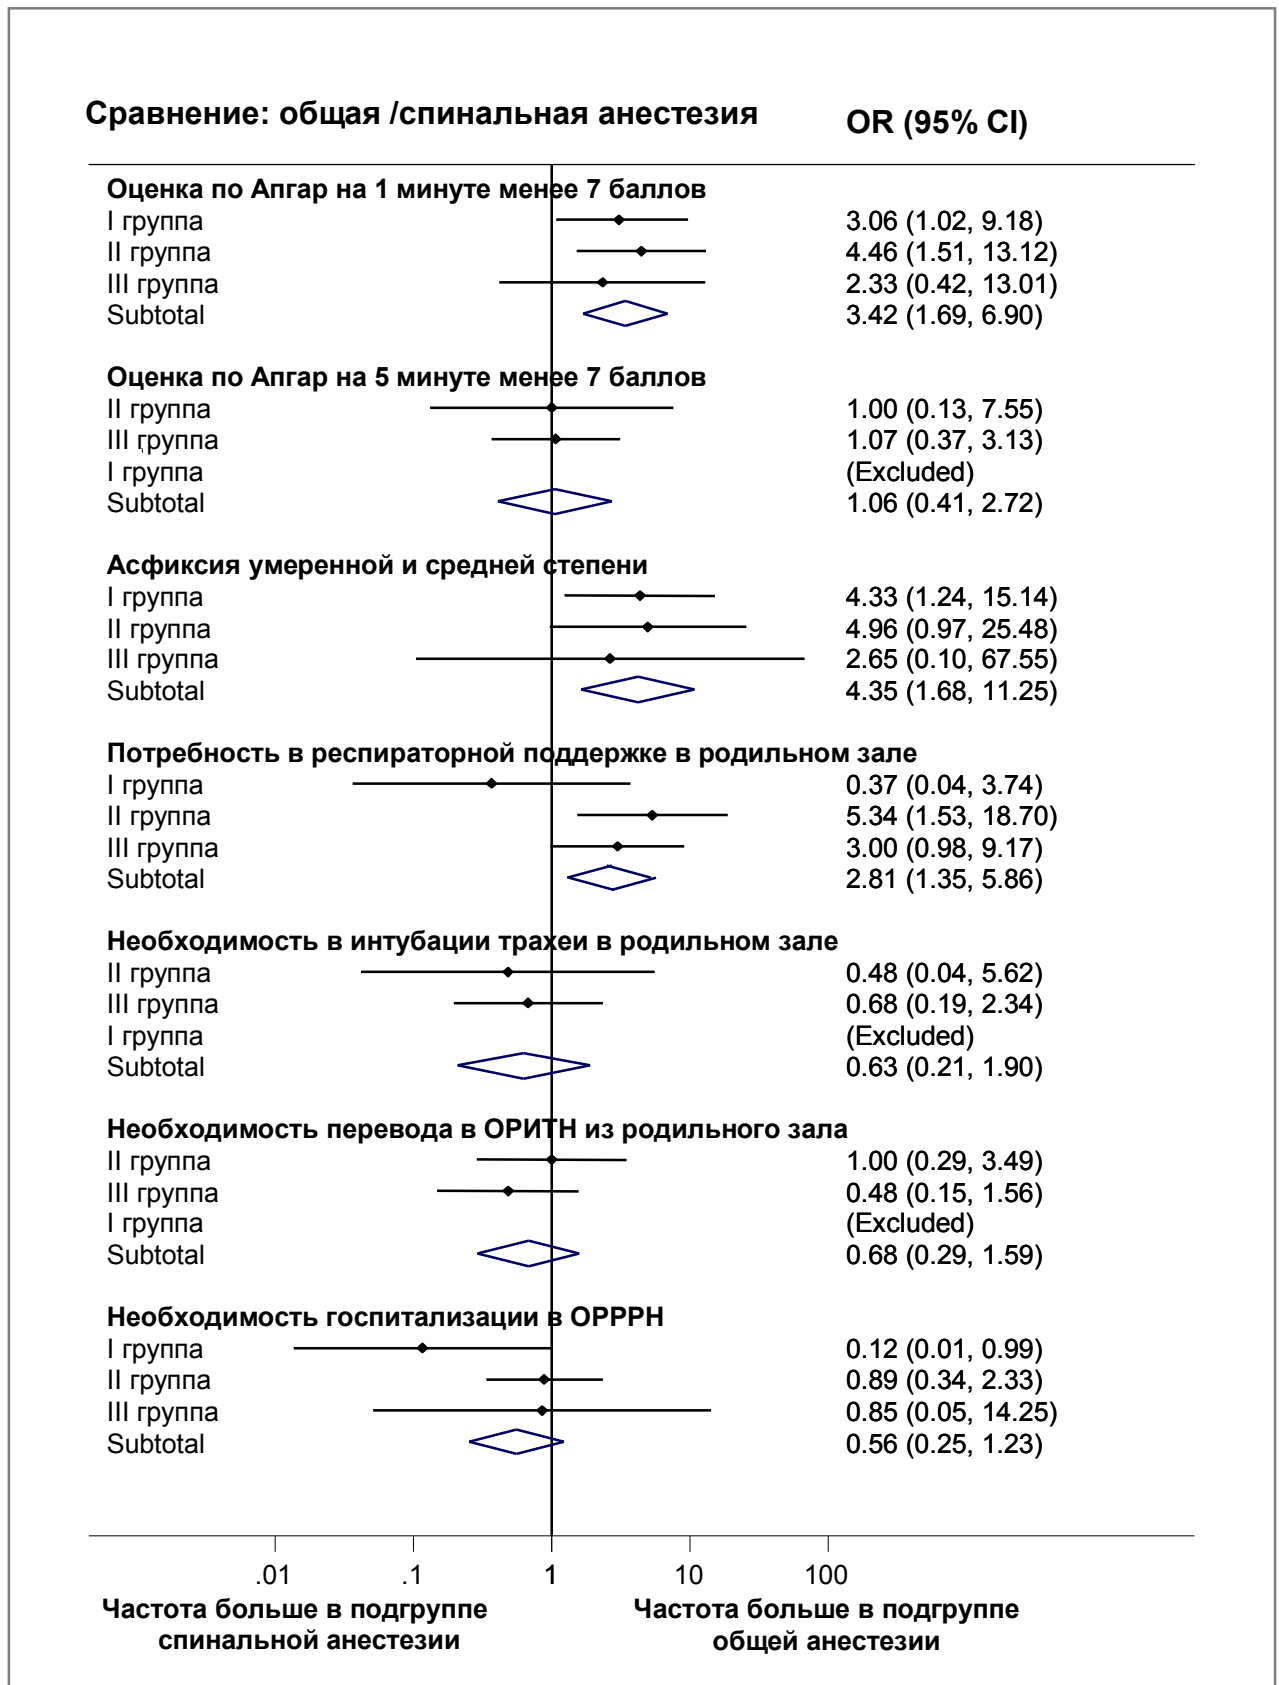 Сравнение: общая /спинальная анестезия OR (95% CI)
Оценка по Апгар на 1 минуте менее 7 баллов
I группа 3.06 (1.02, 9.18)
II группа 4.46 (1.51, 13.12)
III группа 2.33 (0.42, 13.01)
Subtotal 3.42 (1.69, 6.90)
Оценка по Апгар на 5 минуте менее 7 баллов
II группа 1.00 (0.13, 7.55)
III группа 1.07 (0.37, 3.13)
I группа (Excluded)
Subtotal 1.06 (0.41, 2.72)
Асфиксия умеренной и средней степени
I группа 4.33 (1.24, 15.14)
II группа 4.96 (0.97, 25.48)
III группа 2.65 (0.10, 67.55)
Subtotal 4.35 (1.68, 11.25)
Потребность в респираторной поддержке в родильном зале
I группа 0.37 (0.04, 3.74)
II группа 5.34 (1.53, 18.70)
III группа 3.00 (0.98, 9.17)
Subtotal 2.81 (1.35, 5.86)
Необходимость в интубации трахеи в родильном зале
II группа 0.48 (0.04, 5.62)
III группа 0.68 (0.19, 2.34)
I группа (Excluded)
Subtotal 0.63 (0.21, 1.90)
Необходимость перевода в ОРИТН из родильного зала
II группа 1.00 (0.29, 3.49)
III группа 0.48 (0.15, 1.56)
I группа (Excluded)
Subtotal 0.68 (0.29, 1.59)
Необходимость госпитализации в ОРРРН
I группа 0.12 (0.01, 0.99)
II группа 0.89 (0.34, 2.33)
III группа 0.85 (0.05, 14.25)
Subtotal 0.56 (0.25, 1.23)
.01 .1 1 10 100
Частота больше в подгруппе
спинальной анестезии
Частота больше в подгруппе
общей анестезии